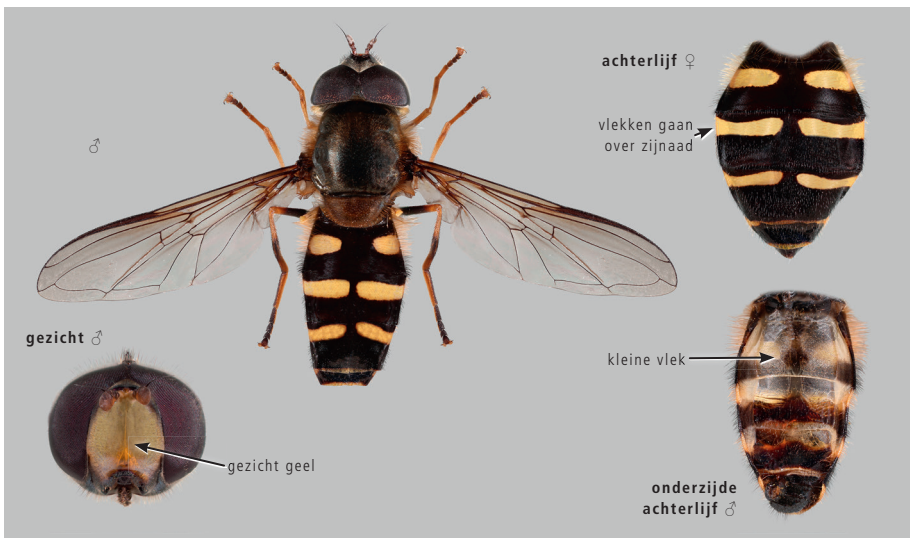 ♂
achterlijf ♀
vlekken gaan
over zijnaad
gezicht ♂
gezicht geel
kleine vlek
onderzijde
achterlijf ♂